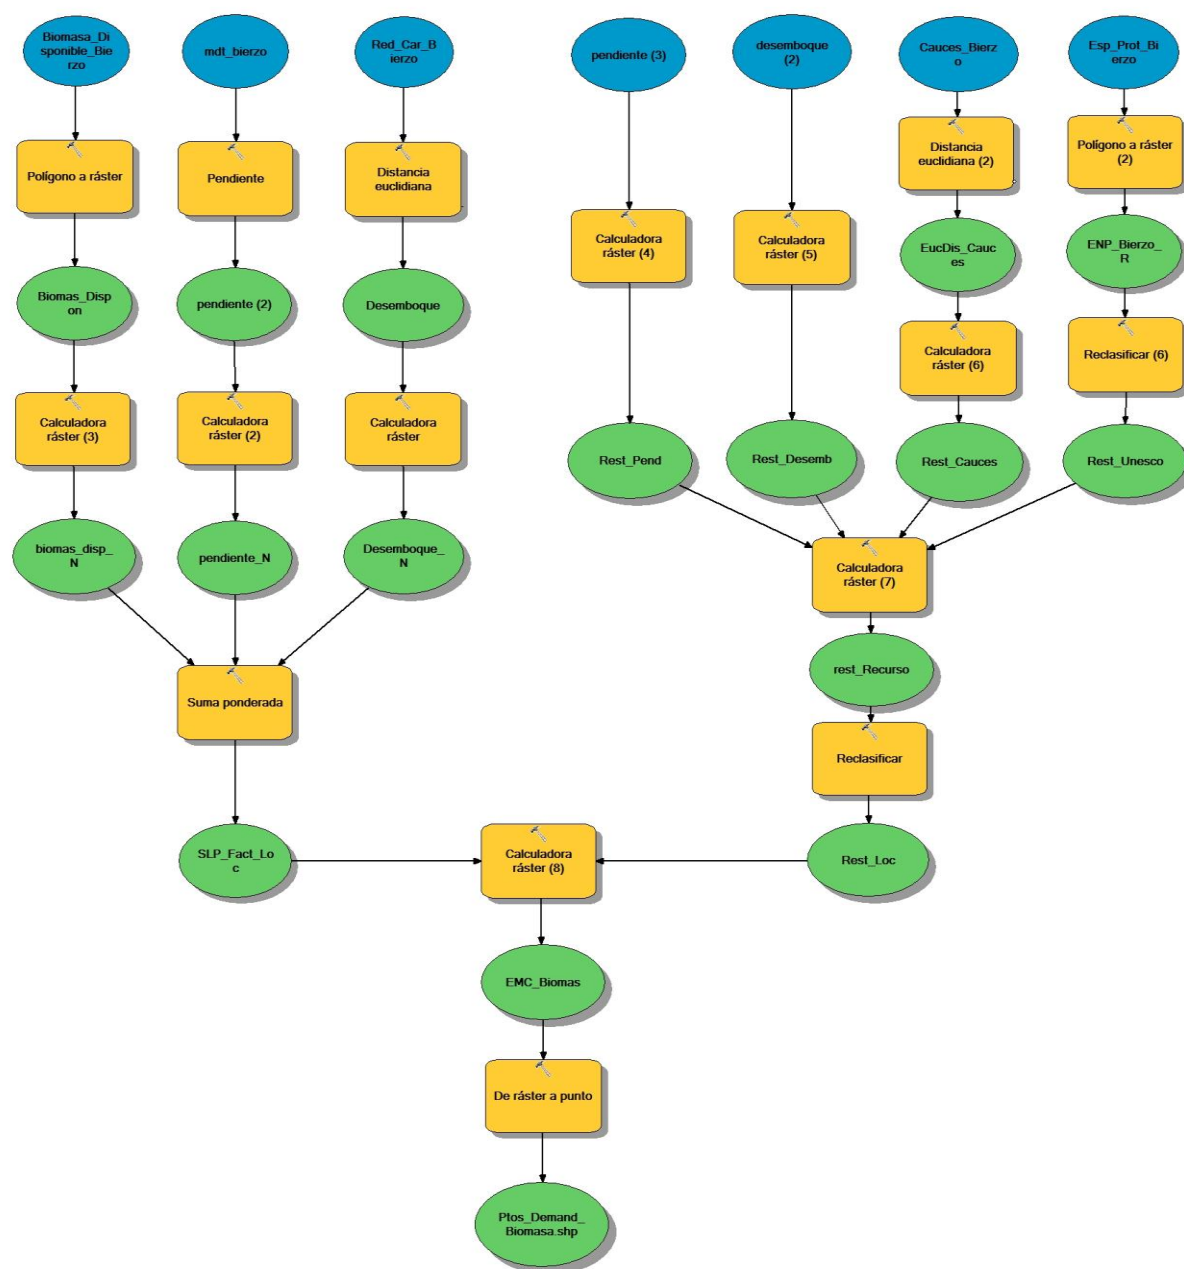 Biomasa_Di
sponible_Bie
rzo
mdt_bierzo
Red_Car_B
ierzo
pendiente (3)
desemboque
(2)
Cauces_Bierz
o
Esp_Prot_Bi
erzo
Polígono a ráster
Pendiente
Distancia
euclidiana
Calculadora
ráster (4)
Calculadora
ráster (5)
Distancia
euclidiana (2)
Polígono a ráster
(2)
Biomas_Dispon
pendiente (2)
Desemboque
EucDis_Cauc
es
ENP_Bierzo_
R
Calculadora
ráster (3)
Calculadora
ráster (2)
Calculadora
ráster
Calculadora
ráster (6)
Reclasificar (6)
Rest_Pend
Rest_Desemb
Rest_Cauces
Rest_Unesco
biomas_disp_
N
pendiente_N
Desemboque_
N
Calculadora
ráster (7)
Suma ponderada
rest_Recurso
Reclasificar
SLP_Fact_Lo
c
Calculadora
ráster (8)
Rest_Loc
EMC_Biomas
De ráster a punto
Ptos_Demand_
Biomasa.shp